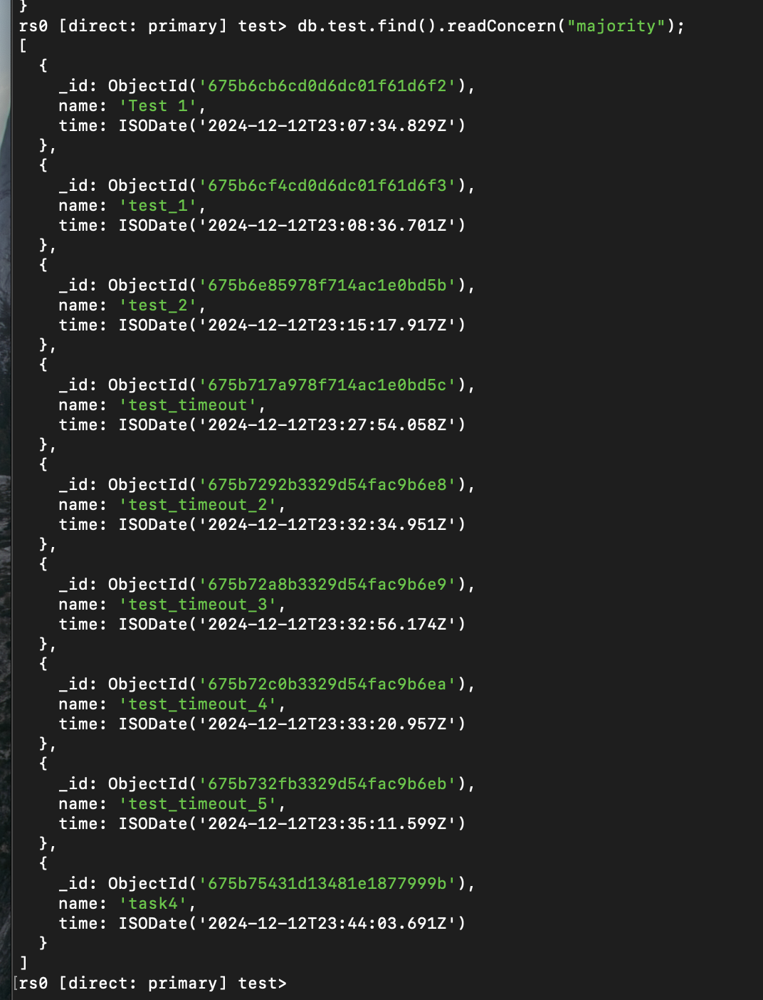 }
rs0 [direct: primary] test> db.test.find().readConcern("majority");
[
  {
    _id: ObjectId('675b6cb6cd0d6dc01f61d6f2'),
    name: 'Test 1',
    time: ISODate('2024-12-12T23:07:34.829Z')
  },
  {
    _id: ObjectId('675b6cf4cd0d6dc01f61d6f3'),
    name: 'test_1',
    time: ISODate('2024-12-12T23:08:36.701Z')
  },
  {
    _id: ObjectId('675b6e85978f714ac1e0bd5b'),
    name: 'test_2',
    time: ISODate('2024-12-12T23:15:17.917Z')
  },
  {
    _id: ObjectId('675b717a978f714ac1e0bd5c'),
    name: 'test_timeout',
    time: ISODate('2024-12-12T23:27:54.058Z')
  },
  {
    _id: ObjectId('675b7292b3329d54fac9b6e8'),
    name: 'test_timeout_2',
    time: ISODate('2024-12-12T23:32:34.951Z')
  },
  {
    _id: ObjectId('675b72a8b3329d54fac9b6e9'),
    name: 'test_timeout_3',
    time: ISODate('2024-12-12T23:32:56.174Z')
  },
  {
    _id: ObjectId('675b72c0b3329d54fac9b6ea'),
    name: 'test_timeout_4',
    time: ISODate('2024-12-12T23:33:20.957Z')
  },
  {
    _id: ObjectId('675b732fb3329d54fac9b6eb'),
    name: 'test_timeout_5',
    time: ISODate('2024-12-12T23:35:11.599Z')
  },
  {
    _id: ObjectId('675b75431d13481e1877999b'),
    name: 'task4',
    time: ISODate('2024-12-12T23:44:03.691Z')
  }
]
[rs0 [direct: primary] test>